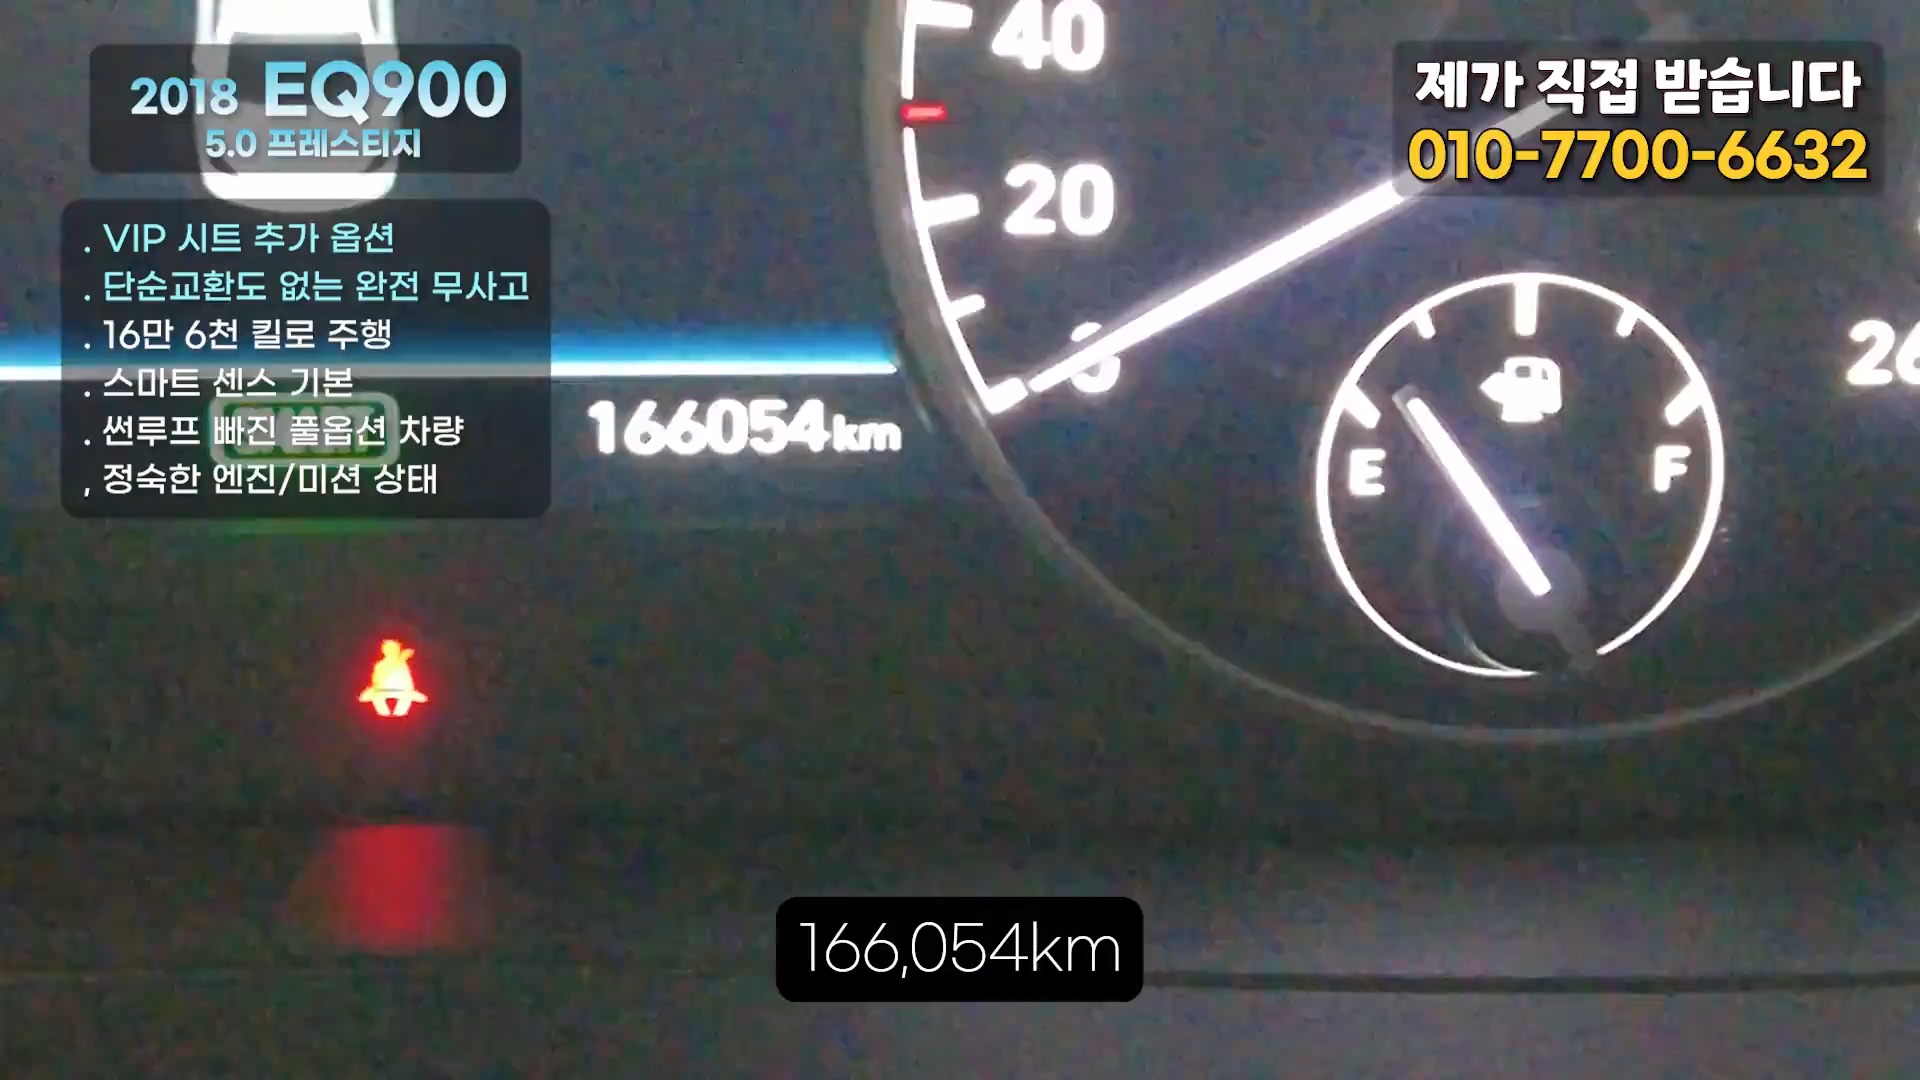 2018 EQ900
5.0 프레스티지
. VIP 시트 추가 옵션
. 단순교환도 없는 완전 무사고
. 16만 6천 킬로 주행
. 스마트 센스 기본
. 썬루프 빠진 풀옵션 차량
, 정숙한 엔진/미션 상태
제가 직접 받습니다
010-7700-6632
40
20
0
26
166054km
SMART
E
F
166,054km